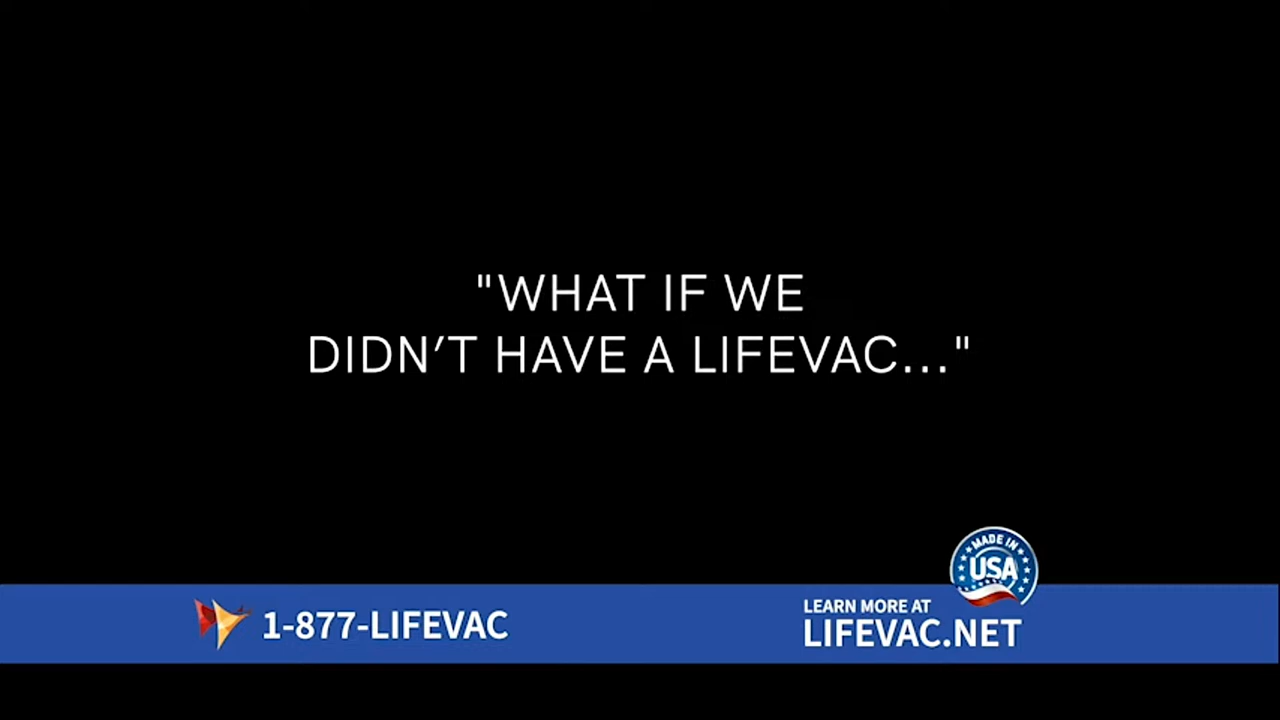 "WHAT IF WE
DIDN’T HAVE A LIFEVAC..."
MADE IN
USA
1-877-LIFEVAC
LEARN MORE AT
LIFEVAC.NET